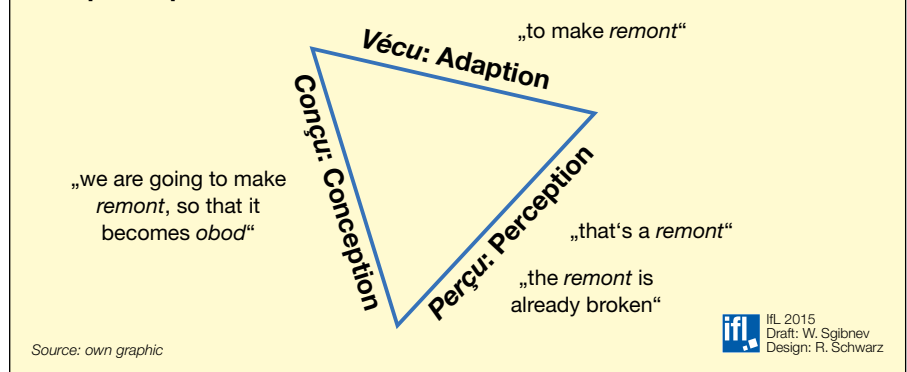 „to make remont“
Vécu: Adaption
Conçu: Conception
„we are going to make
remont, so that it
becomes obod“
Perçu: Perception
„that‘s a remont“
„the remont is
already broken“
ifl
IfL 2015
Draft: W. Sgibnev
Design: R. Schwarz
Source: own graphic